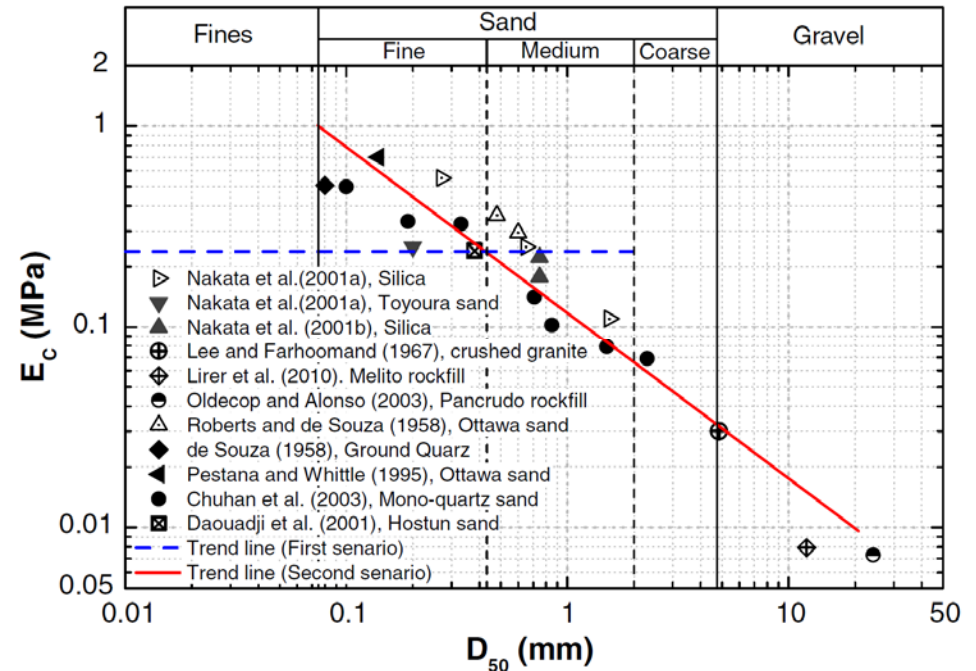 Fines
Sand
Gravel
Fine
Medium
Coarse
2
1
0.1
0.01
0.005
E_C (MPa)
Nakata et al.(2001a), Silica
Nakata et al.(2001a), Toyoura sand
Nakata et al. (2001b), Silica
Lee and Farhoomand (1967), crushed granite
Lirer et al. (2010). Melito rockfill
Oldecop and Alonso (2003), Pancrudo rockfill
Roberts and de Souza (1958), Ottawa sand
de Souza (1958), Ground Quarz
Pestana and Whittle (1995), Ottawa sand
Chuhan et al. (2003), Mono-quartz sand
Daouadji et al. (2001), Hostun sand
Trend line (First senario)
Trend line (Second senario)
0.01
0.1
1
10
50
D_50 (mm)